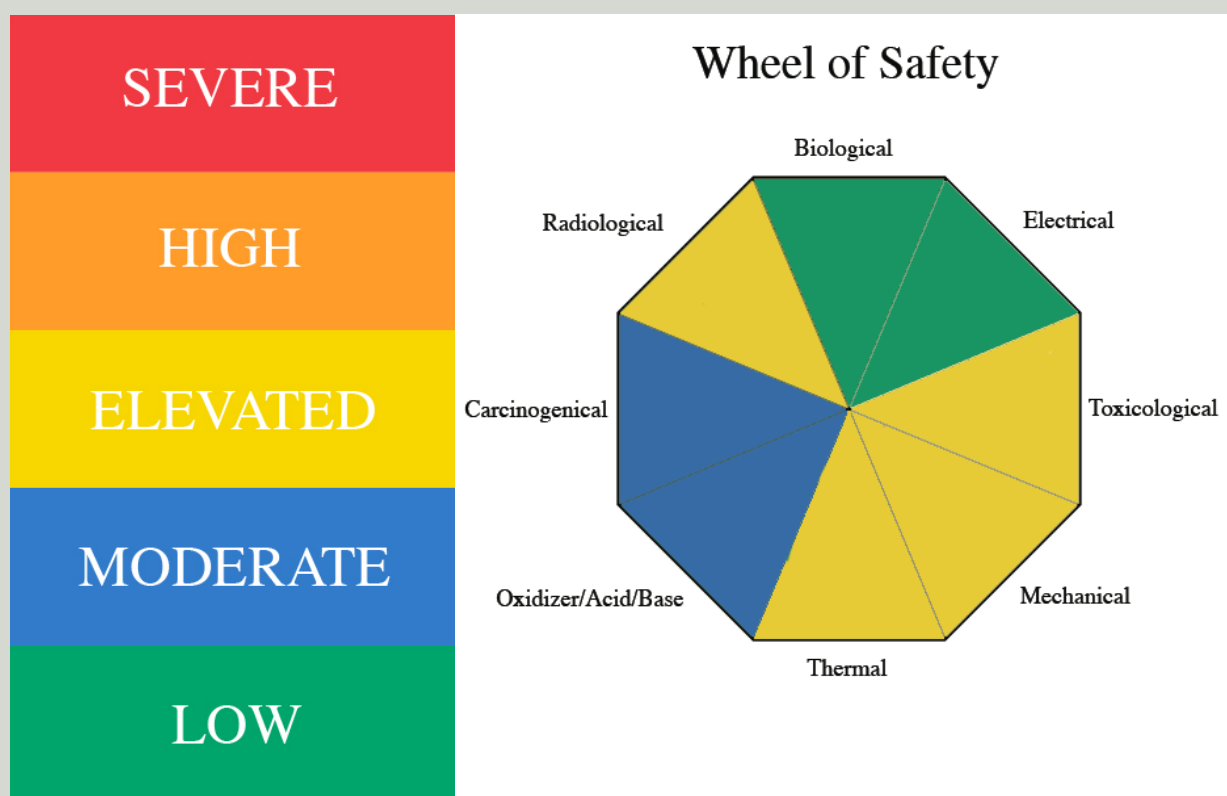 SEVERE
HIGH
ELEVATED
MODERATE
LOW
Wheel of Safety
Biological
Radiological
Electrical
Carcinogenical
Toxicological
Oxidizer/Acid/Base
Mechanical
Thermal